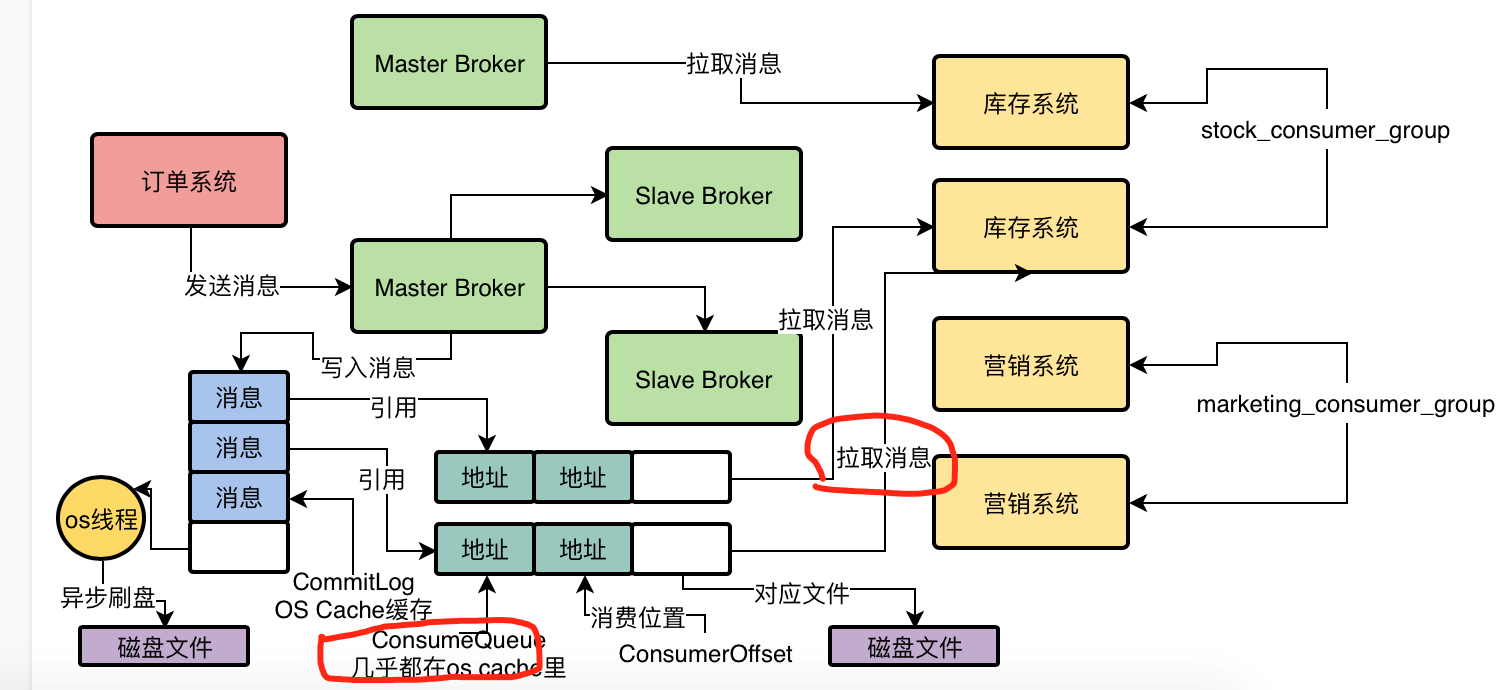 Master Broker
拉取消息
库存系统
stock_consumer_group
订单系统
Slave Broker
库存系统
发送消息
Master Broker
拉取消息
写入消息
Slave Broker
营销系统
marketing_consumer_group
消息
引用
消息
引用
地址
地址
拉取消息
消息
营销系统
os线程
地址
地址
CommitLog
OS Cache缓存
异步刷盘
对应文件
消费位置
磁盘文件
ConsumeQueue
几乎都在os cache里
ConsumerOffset
磁盘文件